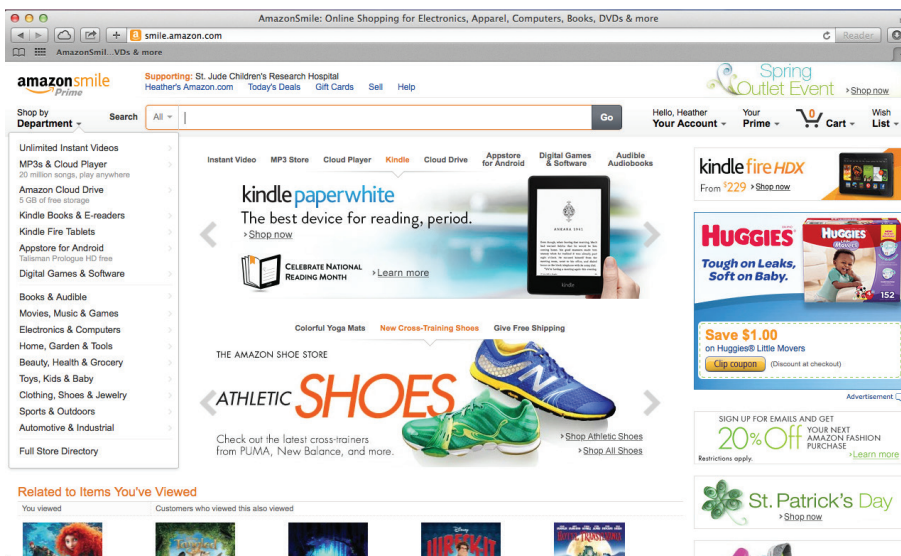 AmazonSmile: Online Shopping for Electronics, Apparel, Computers, Books, DVDs & more
smile.amazon.com
Reader
AmazonSmil...VDs & more
amazonsmile
Prime
Supporting: St. Jude Children's Research Hospital
Heather's Amazon.com Today's Deals Gift Cards Sell Help
Spring
Outlet Event
Shop now
Shop by
Department
Search
All
Go
Hello, Heather
Your Account
Your
Prime
0
Cart
Wish
List
Unlimited Instant Videos
MP3s & Cloud Player
20 million songs, play anywhere
Amazon Cloud Drive
5 GB of free storage
Kindle Books & E-readers
Kindle Fire Tablets
Appstore for Android
Talisman Prologue HD free
Digital Games & Software
Books & Audible
Movies, Music & Games
Electronics & Computers
Home, Garden & Tools
Beauty, Health & Grocery
Toys, Kids & Baby
Clothing, Shoes & Jewelry
Sports & Outdoors
Automotive & Industrial
Full Store Directory
Instant Video MP3 Store Cloud Player Kindle Cloud Drive Appstore for Android Digital Games & Software Audible Audiobooks
kindle paperwhite
The best device for reading, period.
Shop now
CELEBRATE NATIONAL
READING MONTH
Learn more
kindle
Colorful Yoga Mats New Cross-Training Shoes Give Free Shipping
THE AMAZON SHOE STORE
ATHLETIC SHOES
Check out the latest cross-trainers
from PUMA, New Balance, and more.
Shop Athletic Shoes
Shop All Shoes
kindle fire HDX
From $229 Shop now
HUGGIES
HUGGIES
152
Tough on Leaks,
Soft on Baby.
Save $1.00
on Huggies® Little Movers
Clip coupon (Discount at checkout)
Advertisement
SIGN UP FOR EMAILS AND GET
20% Off
YOUR NEXT
AMAZON FASHION
PURCHASE
Restrictions apply.
Learn more
St. Patrick's Day
Shop now
Related to Items You've Viewed
You viewed
Customers who viewed this also viewed
Disney
WRECK-IT
HOTEL TRANSYLVANIA